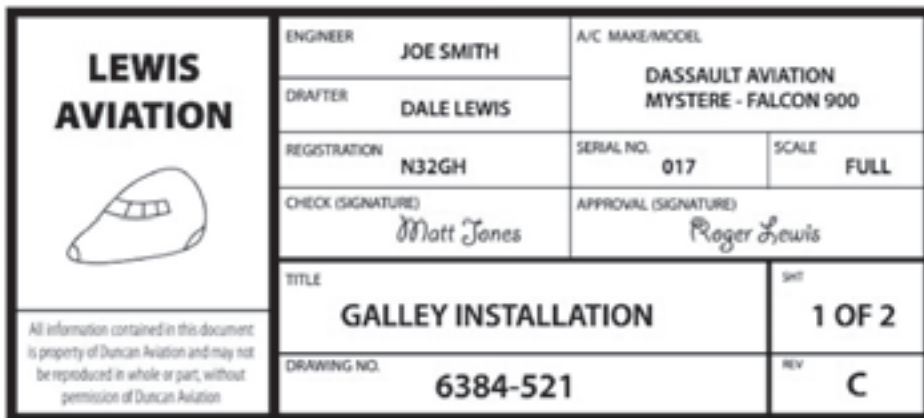 LEWIS
AVIATION
All information contained in this document
is property of Duncan Aviation and may not
be reproduced in whole or part, without
permission of Duncan Aviation
ENGINEER
JOE SMITH
A/C MAKE/MODEL
DASSAULT AVIATION
MYSTERE - FALCON 900
DRAFTER
DALE LEWIS
REGISTRATION
N32GH
SERIAL NO.
017
SCALE
FULL
CHECK (SIGNATURE)
Matt Jones
APPROVAL (SIGNATURE)
Roger Lewis
TITLE
GALLEY INSTALLATION
SHT
1 OF 2
DRAWING NO.
6384-521
REV
C